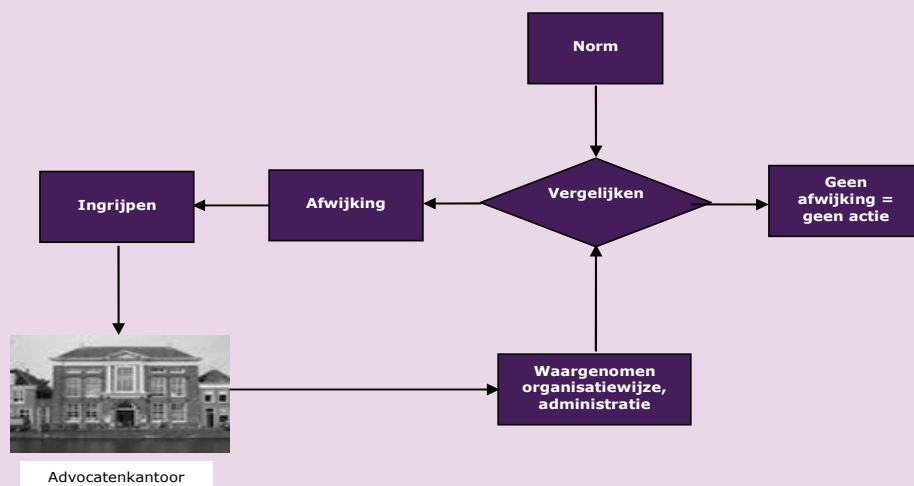 Norm
Vergelijken
Geen
afwijking =
geen actie
Afwijking
Ingrijpen
Waargenomen
organisatiewijze,
administratie
Advocatenkantoor